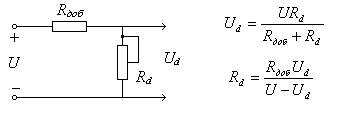 R_доб
+
U
−
R_d
U_d
U_d = UR_d / (R_доб + R_d)
R_d = R_доб U_d / (U − U_d)